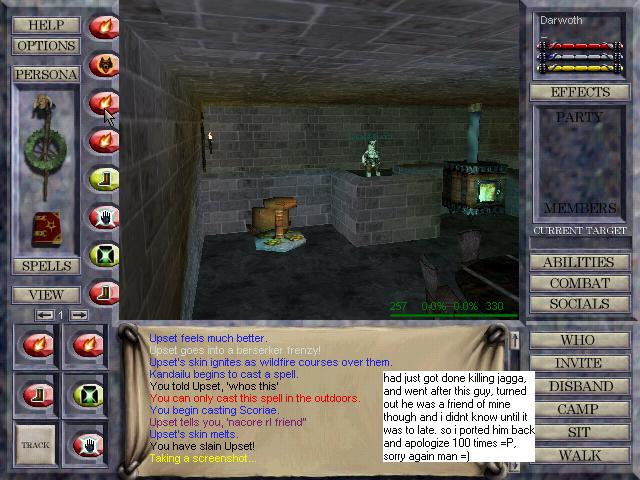 HELP
OPTIONS
PERSONA
SPELLS
VIEW
1
TRACK
Darwoth
EFFECTS
PARTY
MEMBERS
CURRENT TARGET
ABILITIES
COMBAT
SOCIALS
WHO
INVITE
DISBAND
CAMP
SIT
WALK
257 0.0% 0.0% 330
Upset feels much better.
Upset goes into a berserker frenzy!
Upset's skin ignites as wildfire courses over them.
Kandailu begins to cast a spell.
You told Upset, 'whos this'
You can only cast this spell in the outdoors.
You begin casting Scoriae.
Upset tells you, 'nacore rl friend'
Upset's skin melts.
You have slain Upset!
Taking a screenshot...
had just got done killing jagga,
and went after this guy, turned
out he was a friend of mine
though and i didnt know until it
was to late. so i ported him back
and apologize 100 times =P,
sorry again man =)